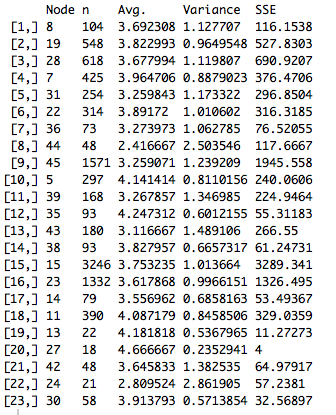 Node n Avg. Variance SSE
[1,] 8 104 3.692308 1.127707 116.1538
[2,] 19 548 3.822993 0.9649548 527.8303
[3,] 28 618 3.677994 1.119807 690.9207
[4,] 7 425 3.964706 0.8879023 376.4706
[5,] 31 254 3.259843 1.173322 296.8504
[6,] 22 314 3.89172 1.010602 316.3185
[7,] 36 73 3.273973 1.062785 76.52055
[8,] 44 48 2.416667 2.503546 117.6667
[9,] 45 1571 3.259071 1.239209 1945.558
[10,] 5 297 4.141414 0.8110156 240.0606
[11,] 39 168 3.267857 1.346985 224.9464
[12,] 35 93 4.247312 0.6012155 55.31183
[13,] 43 180 3.116667 1.489106 266.55
[14,] 38 93 3.827957 0.6657317 61.24731
[15,] 15 3246 3.753235 1.013664 3289.341
[16,] 23 1332 3.617868 0.9966151 1326.495
[17,] 14 79 3.556962 0.6858163 53.49367
[18,] 11 390 4.087179 0.8458506 329.0359
[19,] 13 22 4.181818 0.5367965 11.27273
[20,] 27 18 4.666667 0.2352941 4
[21,] 42 48 3.645833 1.382535 64.97917
[22,] 24 21 2.809524 2.861905 57.2381
[23,] 30 58 3.913793 0.5713854 32.56897